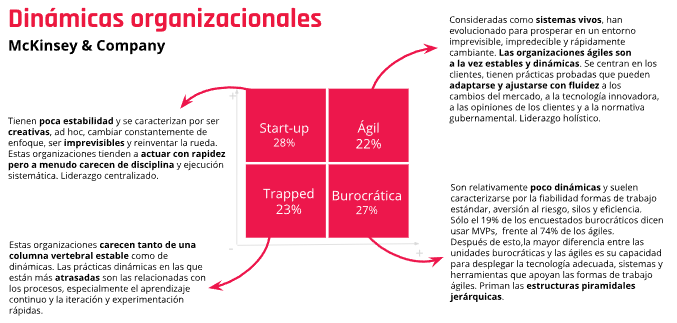 Dinámicas organizacionales
McKinsey & Company
Consideradas como sistemas vivos, han
evolucionado para prosperar en un entorno
imprevisible, impredecible y rápidamente
cambiante. Las organizaciones ágiles son
a la vez estables y dinámicas. Se centran en los
clientes, tienen prácticas probadas que pueden
adaptarse y ajustarse con fluidez a los
cambios del mercado, a la tecnología innovadora,
a las opiniones de los clientes y a la normativa
gubernamental. Liderazgo holístico.
Tienen poca estabilidad y se caracterizan por ser
creativas, ad hoc, cambiar constantemente de
enfoque, ser imprevisibles y reinventar la rueda.
Estas organizaciones tienden a actuar con rapidez
pero a menudo carecen de disciplina y ejecución
sistemática. Liderazgo centralizado.
+
Start-up
28%
Ágil
22%
Trapped
23%
Burocrática
27%
-
+
Estas organizaciones carecen tanto de una
columna vertebral estable como de
dinámicas. Las prácticas dinámicas en las que
están más atrasadas son las relacionadas con
los procesos, especialmente el aprendizaje
continuo y la iteración y experimentación
rápidas.
Son relativamente poco dinámicas y suelen
caracterizarse por la fiabilidad formas de trabajo
estándar, aversión al riesgo, silos y eficiencia.
Sólo el 19% de los encuestados burocráticos dicen
usar MVPs, frente al 74% de los ágiles.
Después de esto,la mayor diferencia entre las
unidades burocráticas y las ágiles es su capacidad
para desplegar la tecnología adecuada, sistemas y
herramientas que apoyan las formas de trabajo
ágiles. Priman las estructuras piramidales
jerárquicas.